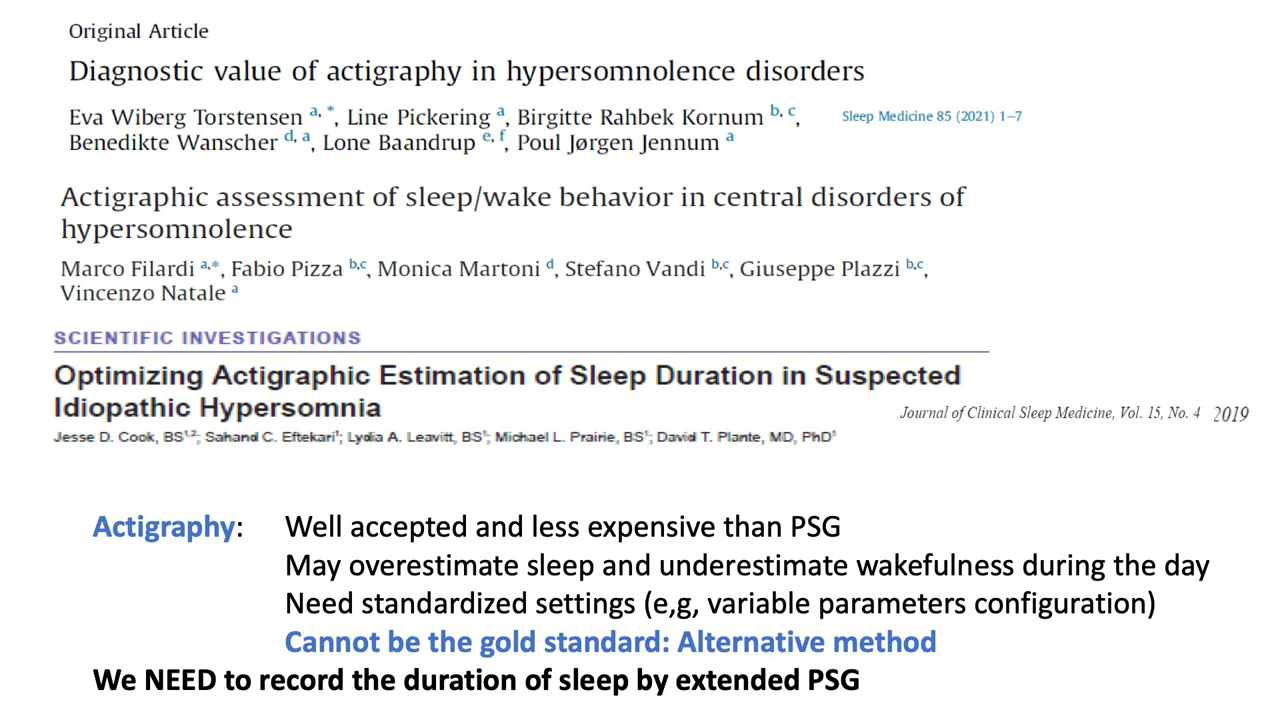 Original Article
Diagnostic value of actigraphy in hypersomnolence disorders
Eva Wiberg Torstensen a, *, Line Pickering a, Birgitte Rahbek Kornum b, c,
Benedikte Wanscher d, a, Lone Baandrup e, f, Poul Jørgen Jennum a
Sleep Medicine 85 (2021) 1–7
Actigraphic assessment of sleep/wake behavior in central disorders of
hypersomnolence
Marco Filardi a,*, Fabio Pizza b,c, Monica Martoni d, Stefano Vandi b,c, Giuseppe Plazzi b,c,
Vincenzo Natale a
SCIENTIFIC INVESTIGATIONS
Optimizing Actigraphic Estimation of Sleep Duration in Suspected
Idiopathic Hypersomnia
Journal of Clinical Sleep Medicine, Vol. 15, No. 4 2019
Jesse D. Cook, BS1,2; Sahand C. Eftekari1; Lydia A. Leavitt, BS1; Michael L. Prairie, BS1; David T. Plante, MD, PhD1
Actigraphy: Well accepted and less expensive than PSG
May overestimate sleep and underestimate wakefulness during the day
Need standardized settings (e,g, variable parameters configuration)
Cannot be the gold standard: Alternative method
We NEED to record the duration of sleep by extended PSG